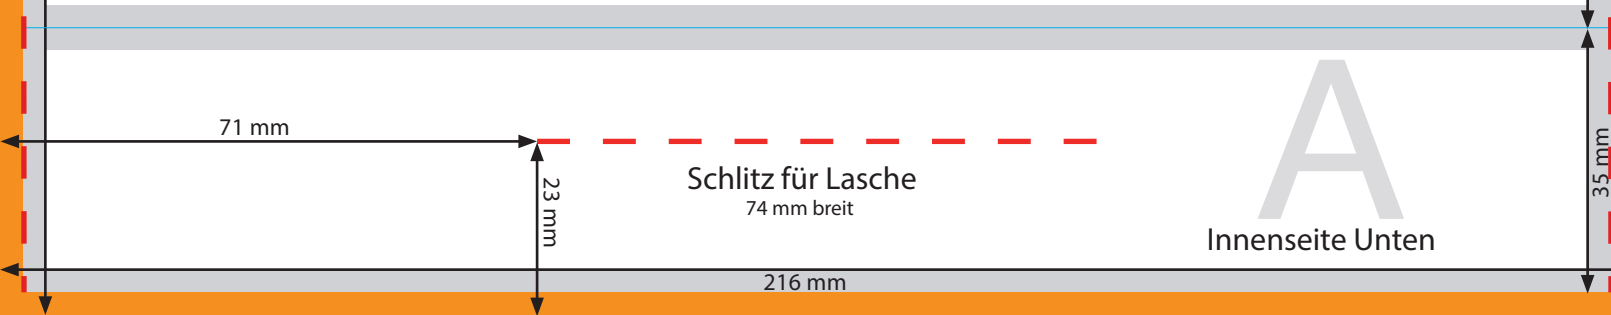 71 mm
Schlitz für Lasche
74 mm breit
23 mm
A
Innenseite Unten
35 mm
216 mm